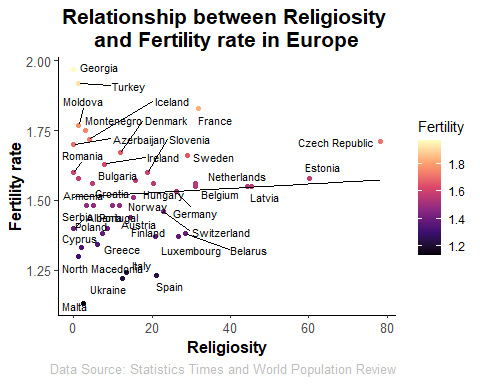 Relationship between Religiosity
and Fertility rate in Europe
2.00
Georgia
Turkey
Moldova
Iceland
Fertility
Montenegro Denmark
France
1.75
Azerbaijan Slovenia
Czech Republic
1.8
Romania
Ireland
Sweden
Estonia
1.6
Bulgaria
Netherlands
Armenia
Croatia
Hungary
Belgium
Latvia
1.50
1.4
Serbia
Albania
Portugal
Norway
Germany
Poland
Austria
1.2
Cyprus
Finland
Switzerland
Greece
Luxembourg
Belarus
1.25
North Macedonia
Italy
Ukraine
Spain
Malta
0
20
40
60
80
Fertility rate
Religiosity
Data Source: Statistics Times and World Population Review